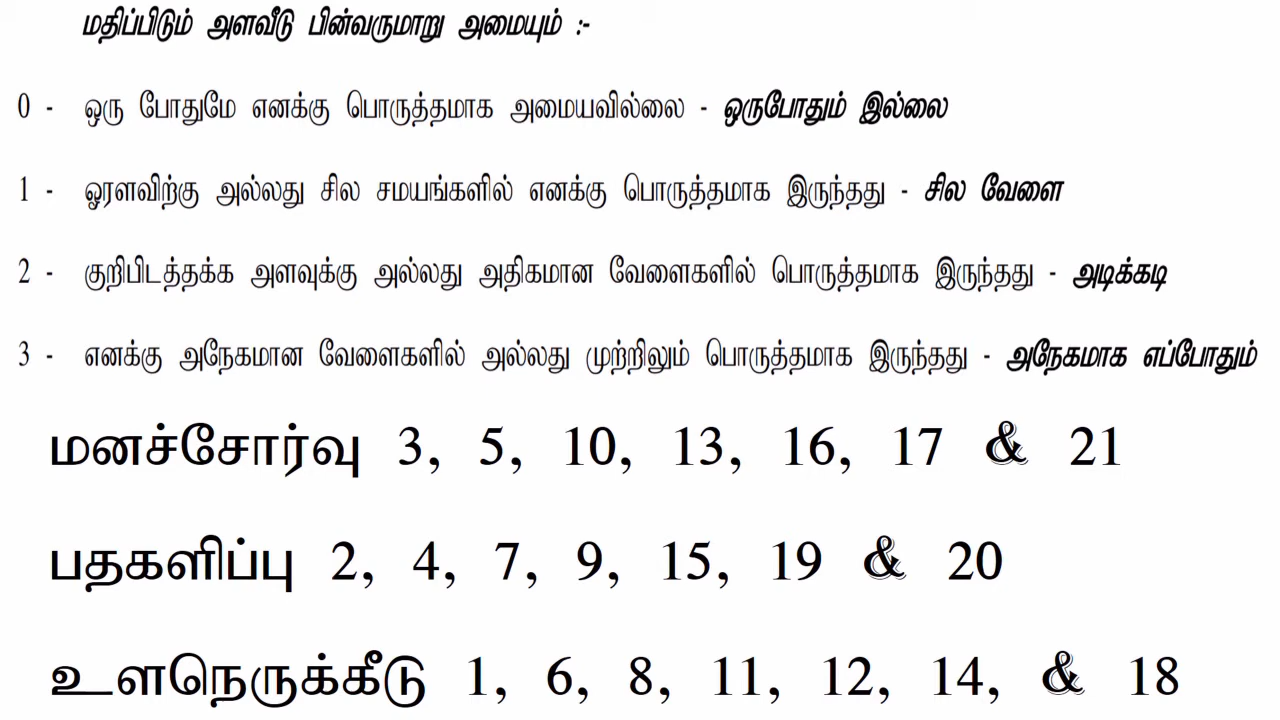 மதிப்பிடும் அளவீடு பின்வருமாறு அமையும் :-
0 - ஒரு போதுமே எனக்கு பொருத்தமாக அமையவில்லை - ஒருபோதும் இல்லை
1 - ஓரளவிற்கு அல்லது சில சமயங்களில் எனக்கு பொருத்தமாக இருந்தது - சில வேளை
2 - குறிபிடத்தக்க அளவுக்கு அல்லது அதிகமான வேளைகளில் பொருத்தமாக இருந்தது - அடிக்கடி
3 - எனக்கு அநேகமான வேளைகளில் அல்லது முற்றிலும் பொருத்தமாக இருந்தது - அநேகமாக எப்போதும்
மனச்சோர்வு 3, 5, 10, 13, 16, 17 & 21
பதகளிப்பு 2, 4, 7, 9, 15, 19 & 20
உளநெருக்கீடு 1, 6, 8, 11, 12, 14, & 18